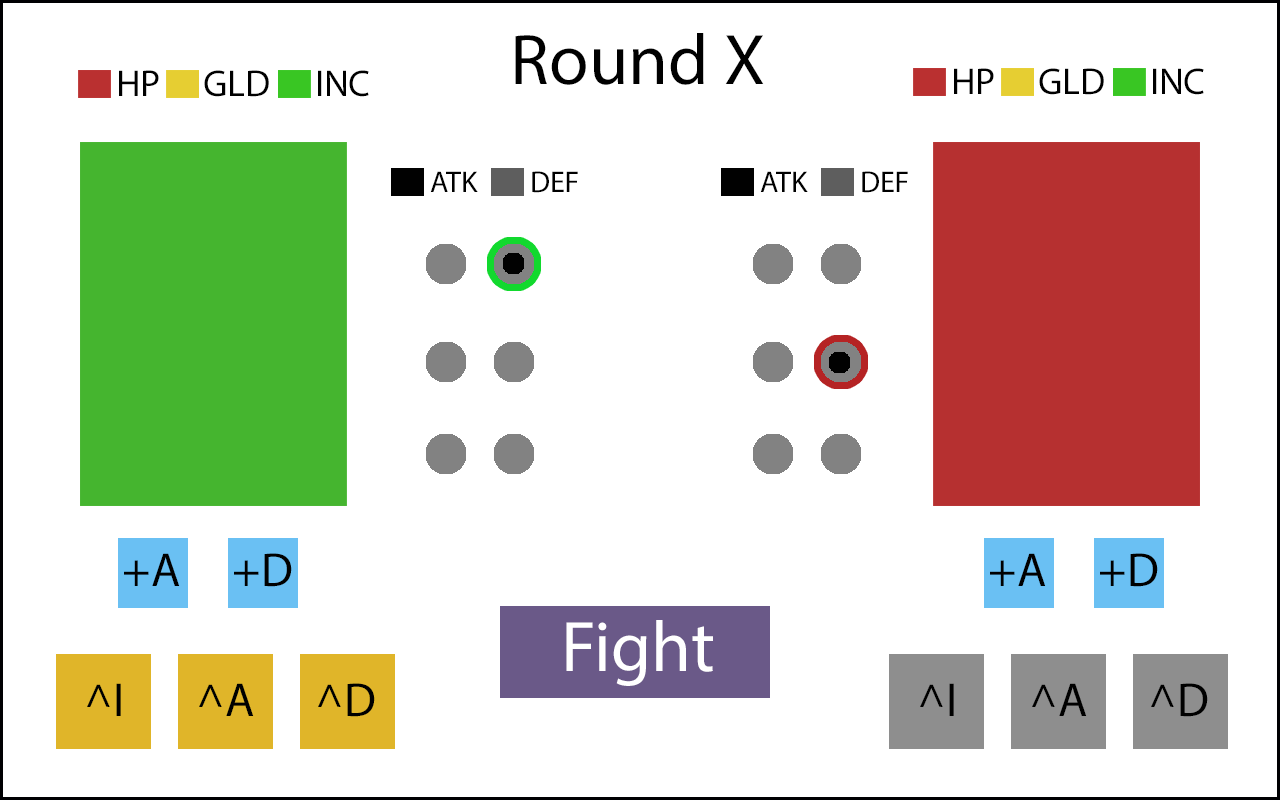 Round X
HP GLD INC
HP GLD INC
ATK DEF
ATK DEF
+A +D
+A +D
Fight
^I ^A ^D
^I ^A ^D